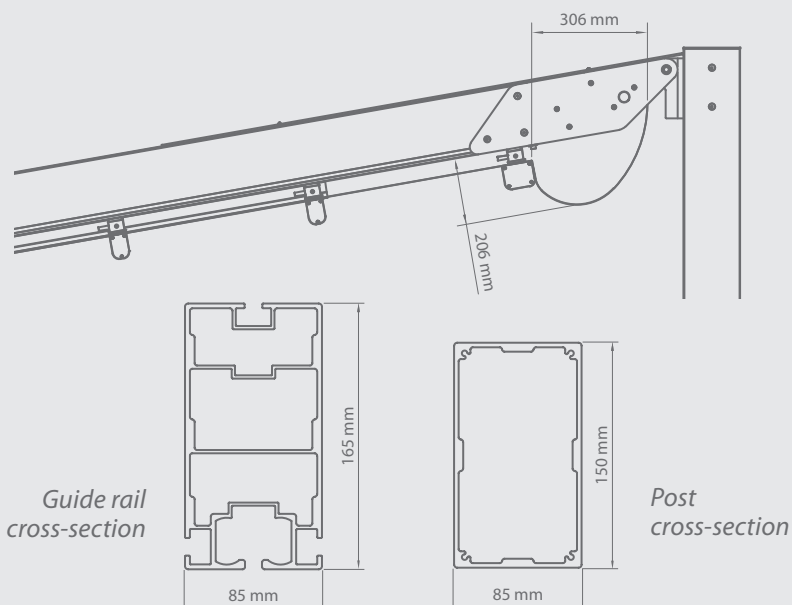 306 mm
206 mm
165 mm
150 mm
Guide rail
cross-section
Post
cross-section
85 mm
85 mm